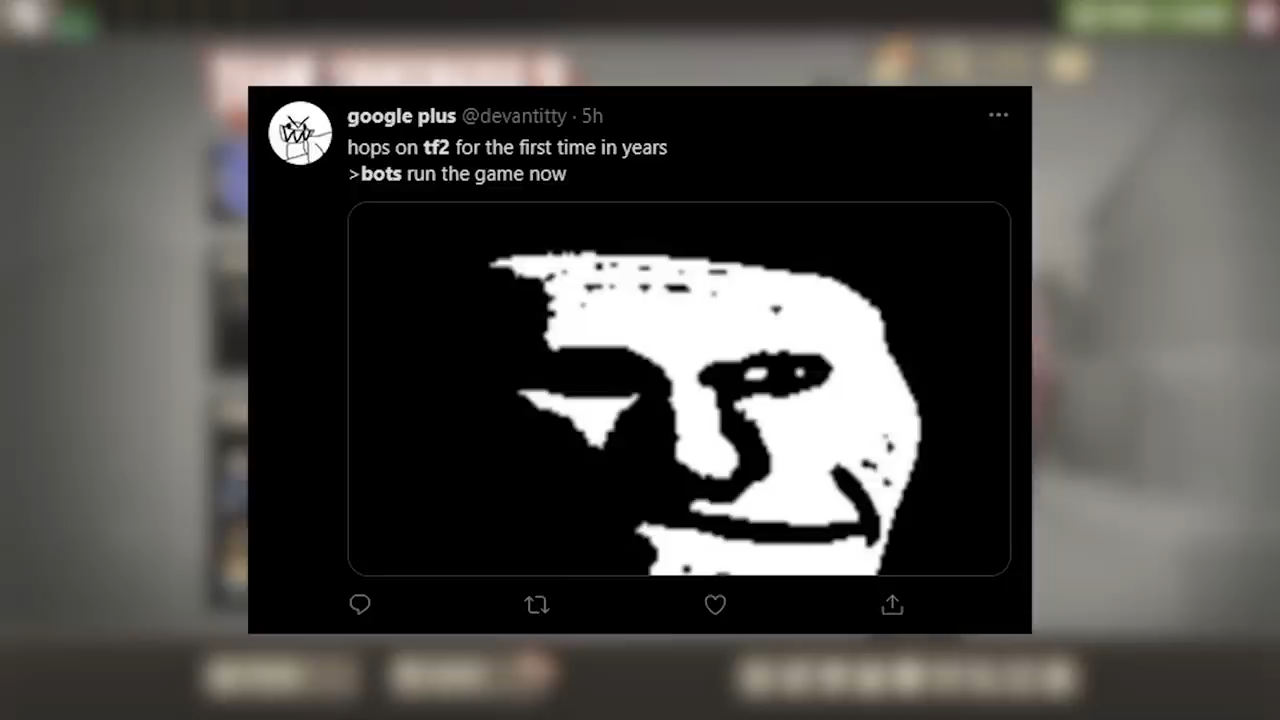 google plus @devantitty · 5h
hops on tf2 for the first time in years
>bots run the game now